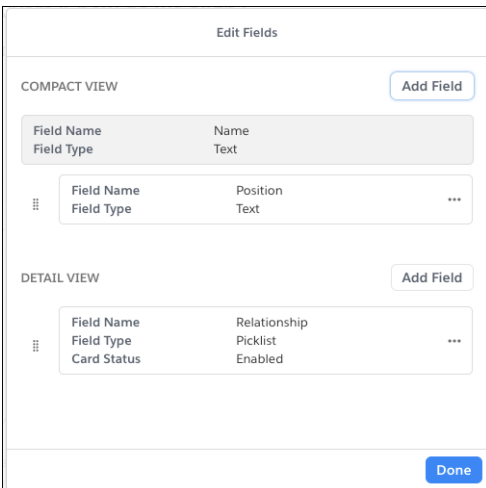 Edit Fields
COMPACT VIEW Add Field
Field Name Name
Field Type Text
Field Name Position
Field Type Text
DETAIL VIEW Add Field
Field Name Relationship
Field Type Picklist
Card Status Enabled
Done